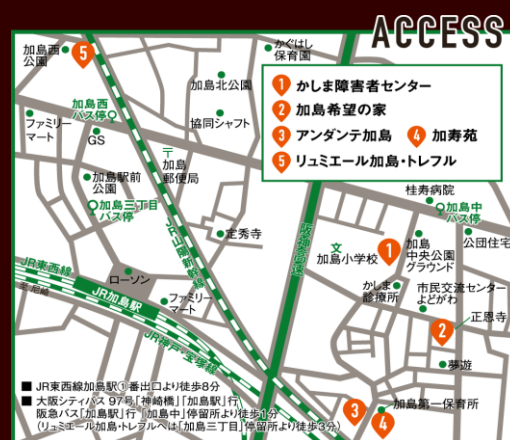 ACCESS
加島西
公園
5
かぐはし
保育園
加島北公園
加島西
バス停
ファミリー
マート
GS
協同シャフト
〒
加島
郵便局
1 かしま障害者センター
2 加島希望の家
3 アンダンテ加島 4 加寿苑
5 リュミエール加島・トレフル
加島駅前
公園
加島三丁目
バス停
定秀寺
JR山陽新幹線
阪神高速
桂寿病院
加島中
バス停
文
加島小学校
1
加島
中央公園
グラウンド
公団住宅
かしま
診療所
市民交流センター
よどがわ
正恩寺
2
夢遊
JR東西線
至 尼崎
JR加島駅
ローソン
ファミリー
マート
JR神戸・宝塚線
加島第一保育所
3
4
■ JR東西線加島駅①番出口より徒歩8分
■ 大阪シティバス 97号「神崎橋」「加島駅」行
阪急バス「加島駅」行 「加島中」停留所より徒歩1分
(リュミエール加島・トレフルへは「加島三丁目」停留所より徒歩3分)